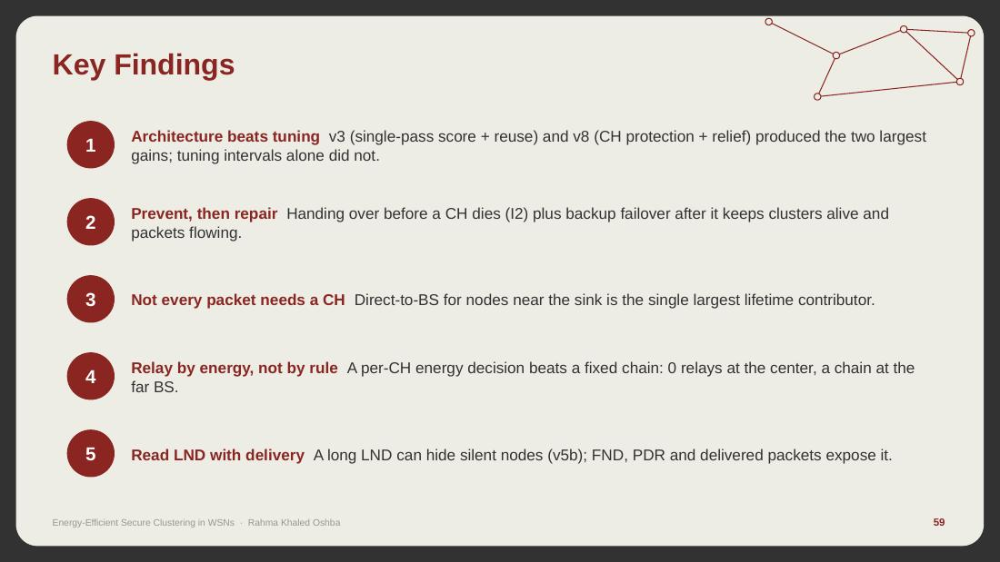 Key Findings
1
Architecture beats tuning v3 (single-pass score + reuse) and v8 (CH protection + relief) produced the two largest
gains; tuning intervals alone did not.
2
Prevent, then repair Handing over before a CH dies (I2) plus backup failover after it keeps clusters alive and
packets flowing.
3
Not every packet needs a CH Direct-to-BS for nodes near the sink is the single largest lifetime contributor.
4
Relay by energy, not by rule A per-CH energy decision beats a fixed chain: 0 relays at the center, a chain at the
far BS.
5
Read LND with delivery A long LND can hide silent nodes (v5b); FND, PDR and delivered packets expose it.
Energy-Efficient Secure Clustering in WSNs · Rahma Khaled Oshba
59